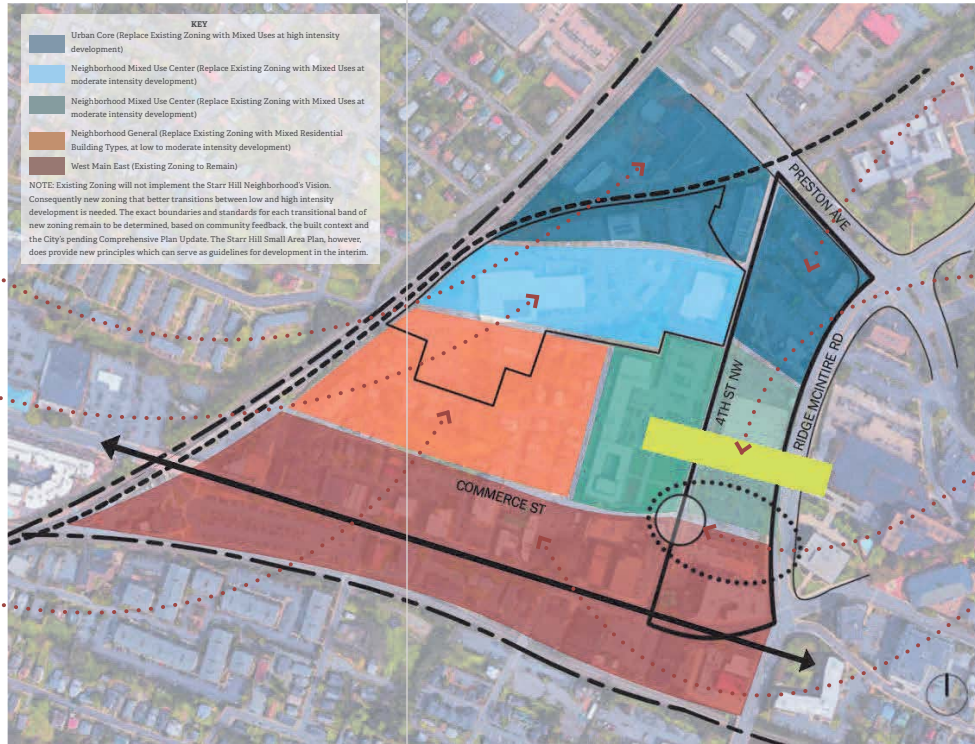 KEY
Urban Core (Replace Existing Zoning with Mixed Uses at high intensity
development)
Neighborhood Mixed Use Center (Replace Existing Zoning with Mixed Uses at
moderate intensity development)
Neighborhood Mixed Use Center (Replace Existing Zoning with Mixed Uses at
moderate intensity development)
Neighborhood General (Replace Existing Zoning with Mixed Residential
Building Types, at low to moderate intensity development)
West Main East (Existing Zoning to Remain)
NOTE: Existing Zoning will not implement the Starr Hill Neighborhood's Vision.
Consequently new zoning that better transitions between low and high intensity
development is needed. The exact boundaries and standards for each transitional band of
new zoning remain to be determined, based on community feedback, the built context and
the City's pending Comprehensive Plan Update. The Starr Hill Small Area Plan, however,
does provide new principles which can serve as guidelines for development in the interim.
PRESTON AVE
4TH ST NW
RIDGE MCINTIRE RD
COMMERCE ST